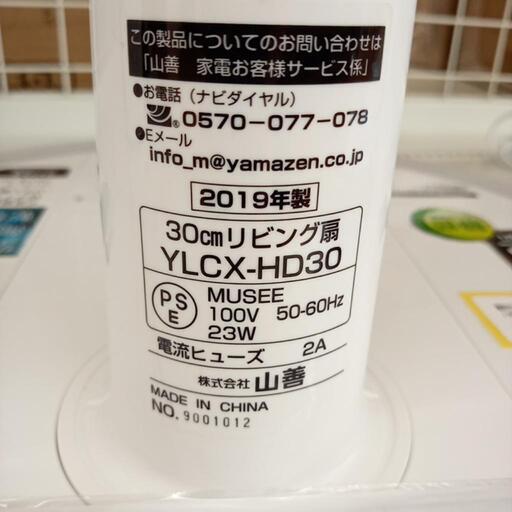 この製品についてのお問い合わせは
「山善 家電お客様サービス係」
●お電話（ナビダイヤル）
0570-077-078
●Eメール
info_m@yamazen.co.jp
2019年製
30cmリビング扇
YLCX-HD30
PSE MUSEE
100V 50-60Hz
23W
電流ヒューズ 2A
株式会社 山善
MADE IN CHINA
NO. 9001012